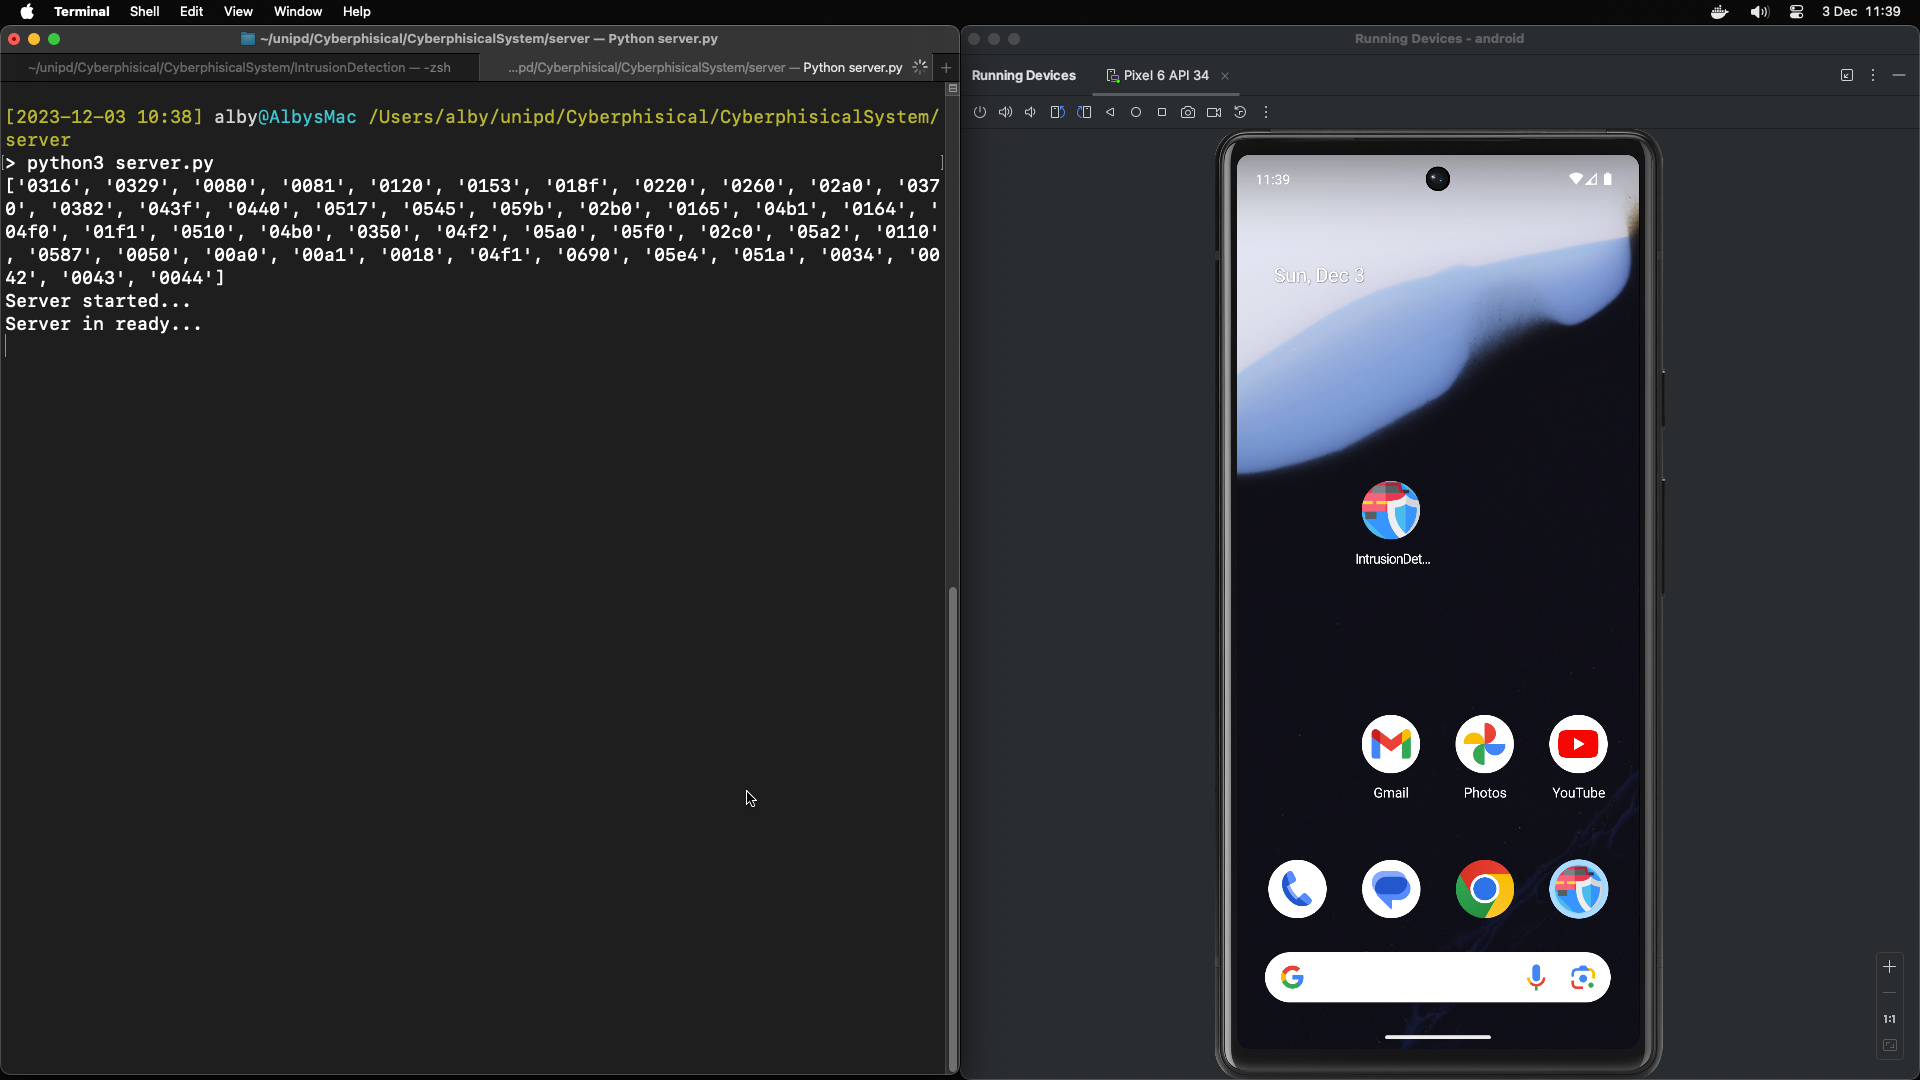 Terminal Shell Edit View Window Help
3 Dec 11:39
~/unipd/Cyberphisical/CyberphisicalSystem/server — Python server.py
~/unipd/Cyberphisical/CyberphisicalSystem/IntrusionDetection — -zsh
...pd/Cyberphisical/CyberphisicalSystem/server — Python server.py
[2023-12-03 10:38] alby@AlbysMac /Users/alby/unipd/Cyberphisical/CyberphisicalSystem/
server
[> python3 server.py ]
['0316', '0329', '0080', '0081', '0120', '0153', '018f', '0220', '0260', '02a0', '037
0', '0382', '043f', '0440', '0517', '0545', '059b', '02b0', '0165', '04b1', '0164', '
04f0', '01f1', '0510', '04b0', '0350', '04f2', '05a0', '05f0', '02c0', '05a2', '0110'
, '0587', '0050', '00a0', '00a1', '0018', '04f1', '0690', '05e4', '051a', '0034', '00
42', '0043', '0044']
Server started...
Server in ready...
Running Devices - android
Running Devices
Pixel 6 API 34
11:39
Sun, Dec 3
IntrusionDet...
Gmail
Photos
YouTube
1:1